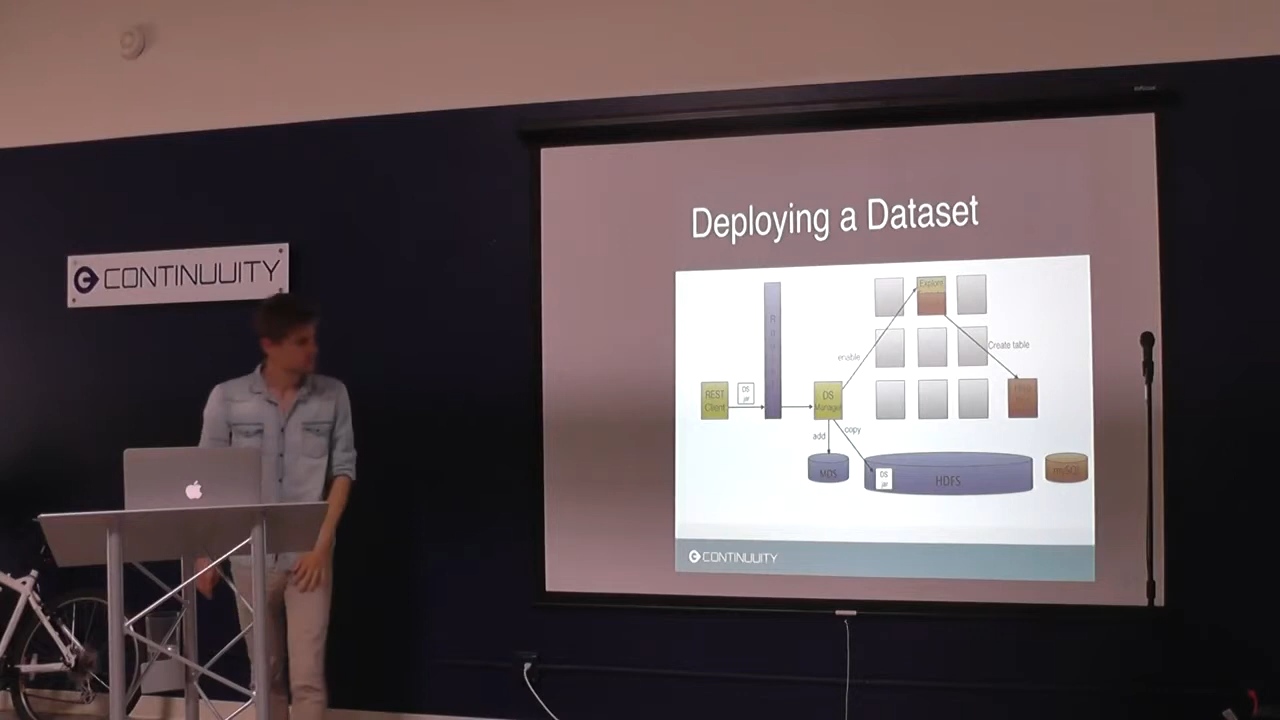 CONTINUUITY
Deploying a Dataset
Explore
enable
Create table
REST
Client
DS
jar
DS
Manager
add
copy
MDS
DS
jar
HDFS
mySQL
CONTINUUITY